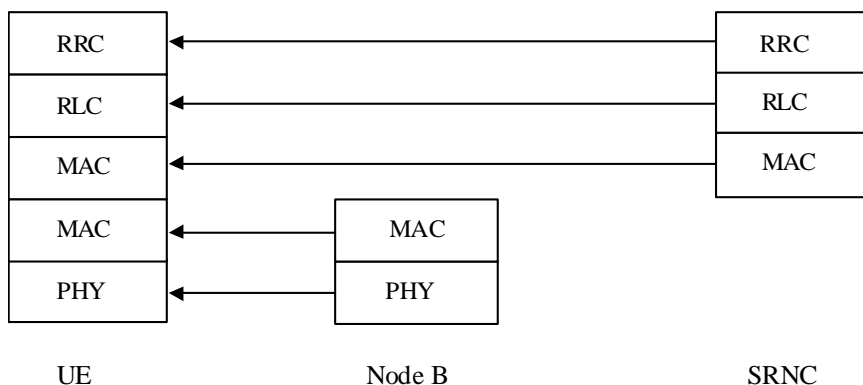 RRC RRC
RLC RLC
MAC MAC
MAC MAC
PHY PHY
UE Node B SRNC